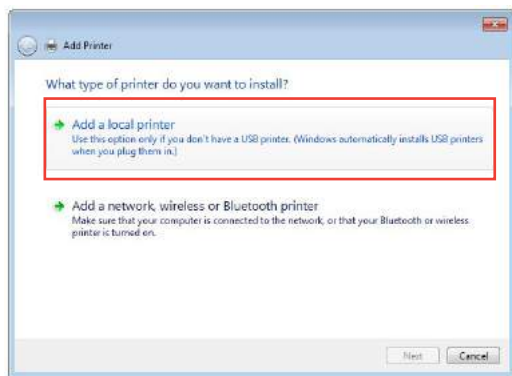 Add Printer
What type of printer do you want to install?
Add a local printer
Use this option only if you don't have a USB printer. (Windows automatically installs USB printers
when you plug them in.)
Add a network, wireless or Bluetooth printer
Make sure that your computer is connected to the network, or that your Bluetooth or wireless
printer is turned on.
Next Cancel